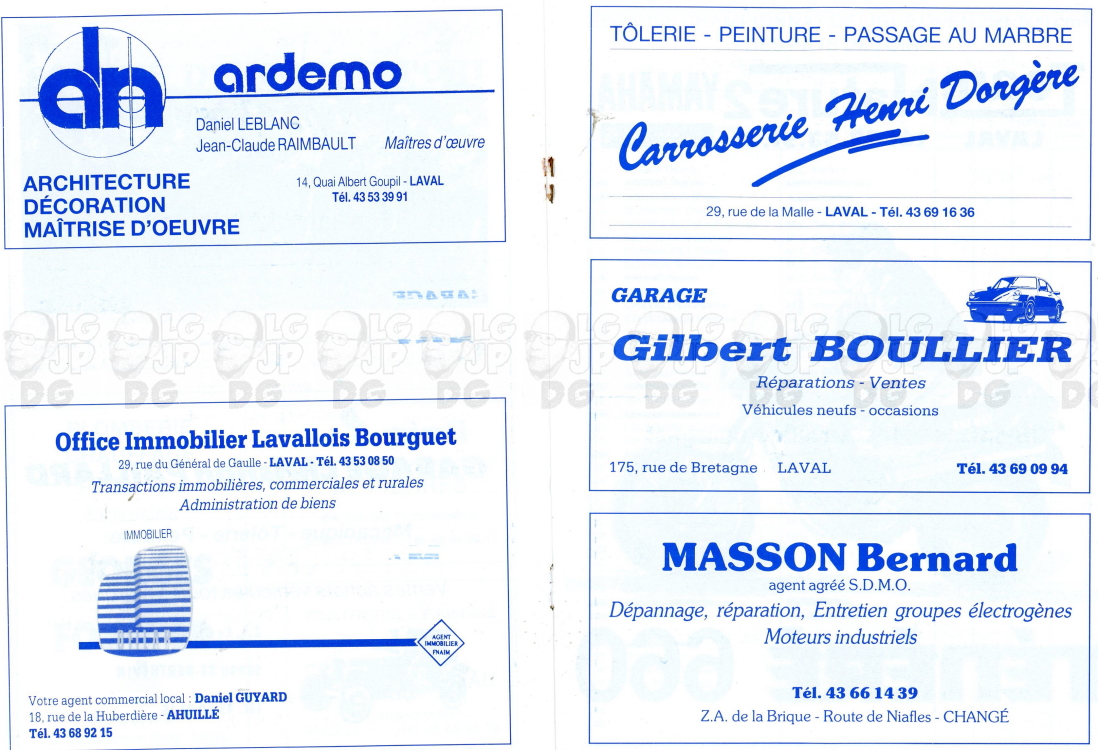 dn
ardemo
Daniel LEBLANC
Jean-Claude RAIMBAULT Maîtres d'œuvre
ARCHITECTURE
DÉCORATION
MAÎTRISE D'OEUVRE
14, Quai Albert Goupil - LAVAL
Tél. 43 53 39 91
Office Immobilier Lavallois Bourguet
29, rue du Général de Gaulle - LAVAL - Tél. 43 53 08 50
Transactions immobilières, commerciales et rurales
Administration de biens
IMMOBILIER
AGENT
IMMOBILIER
FNAIM
Votre agent commercial local : Daniel GUYARD
18, rue de la Huberdière - AHUILLÉ
Tél. 43 68 92 15
TÔLERIE - PEINTURE - PASSAGE AU MARBRE
Carrosserie Henri Dorgère
29, rue de la Malle - LAVAL - Tél. 43 69 16 36
GARAGE
Gilbert BOULLIER
Réparations - Ventes
Véhicules neufs - occasions
175, rue de Bretagne LAVAL Tél. 43 69 09 94
MASSON Bernard
agent agréé S.D.M.O.
Dépannage, réparation, Entretien groupes électrogènes
Moteurs industriels
Tél. 43 66 14 39
Z.A. de la Brique - Route de Niafles - CHANGÉ
LG JP DG